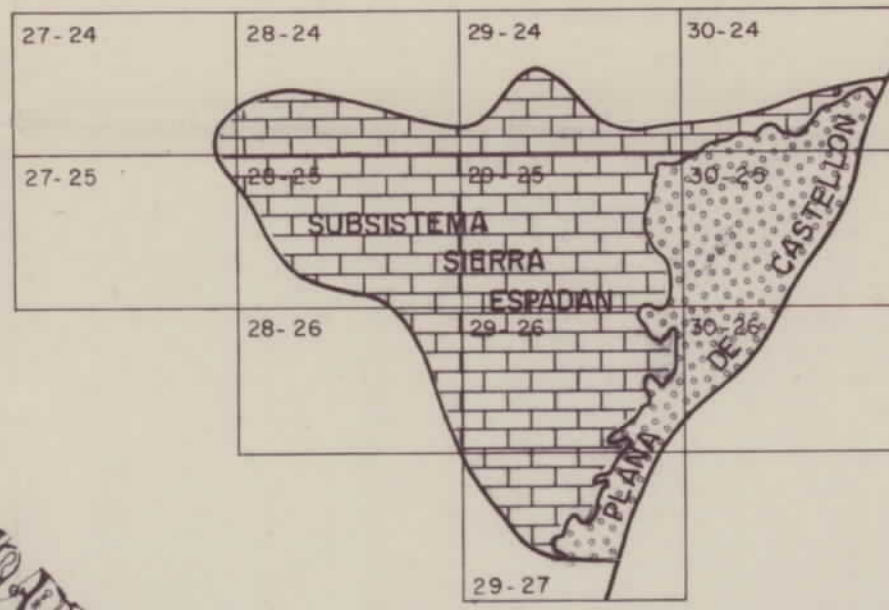 27-24 28-24 29-24 30-24
27-25 28-25 29-25 30-25
SUBSISTEMA
SIERRA
ESPADAN
28-26 29-26 30-26
PLANA DE CASTELLON
29-27